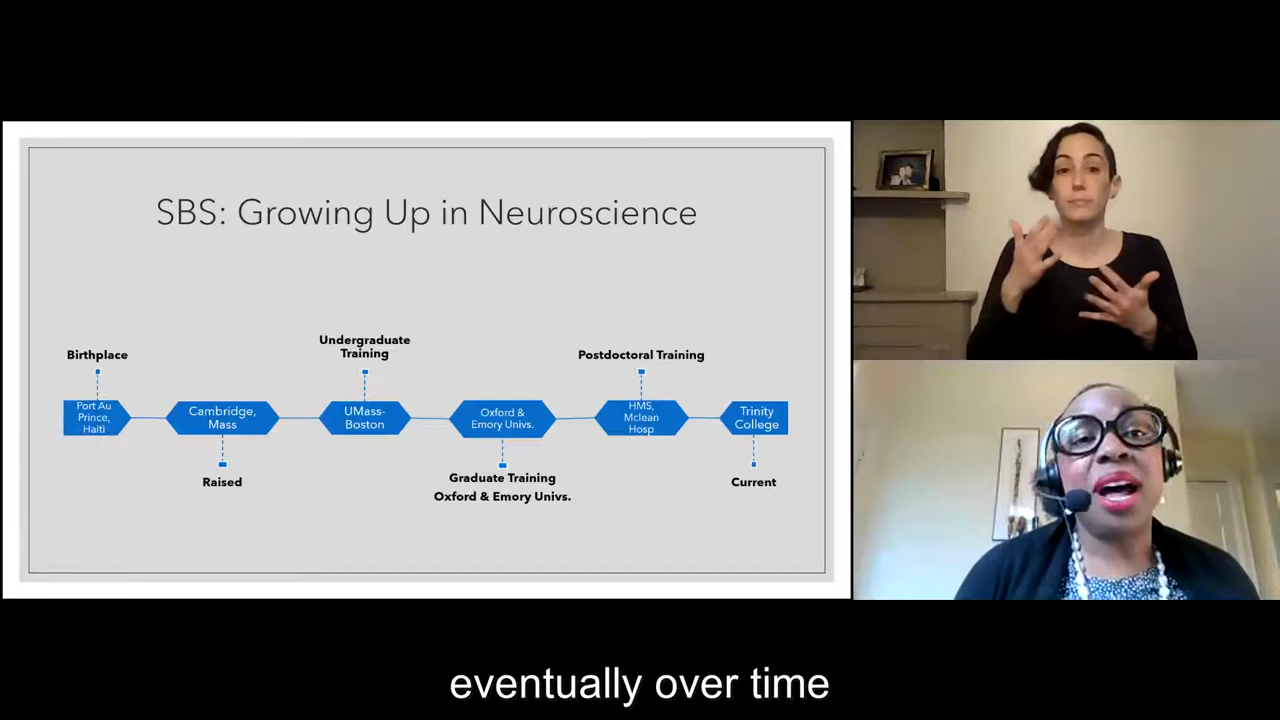 SBS: Growing Up in Neuroscience
Birthplace
Undergraduate
Training
Postdoctoral Training
Port Au
Prince,
Haiti
Cambridge,
Mass
UMass-
Boston
Oxford &
Emory Univs.
HMS,
Mclean
Hosp
Trinity
College
Raised
Graduate Training
Oxford & Emory Univs.
Current
eventually over time